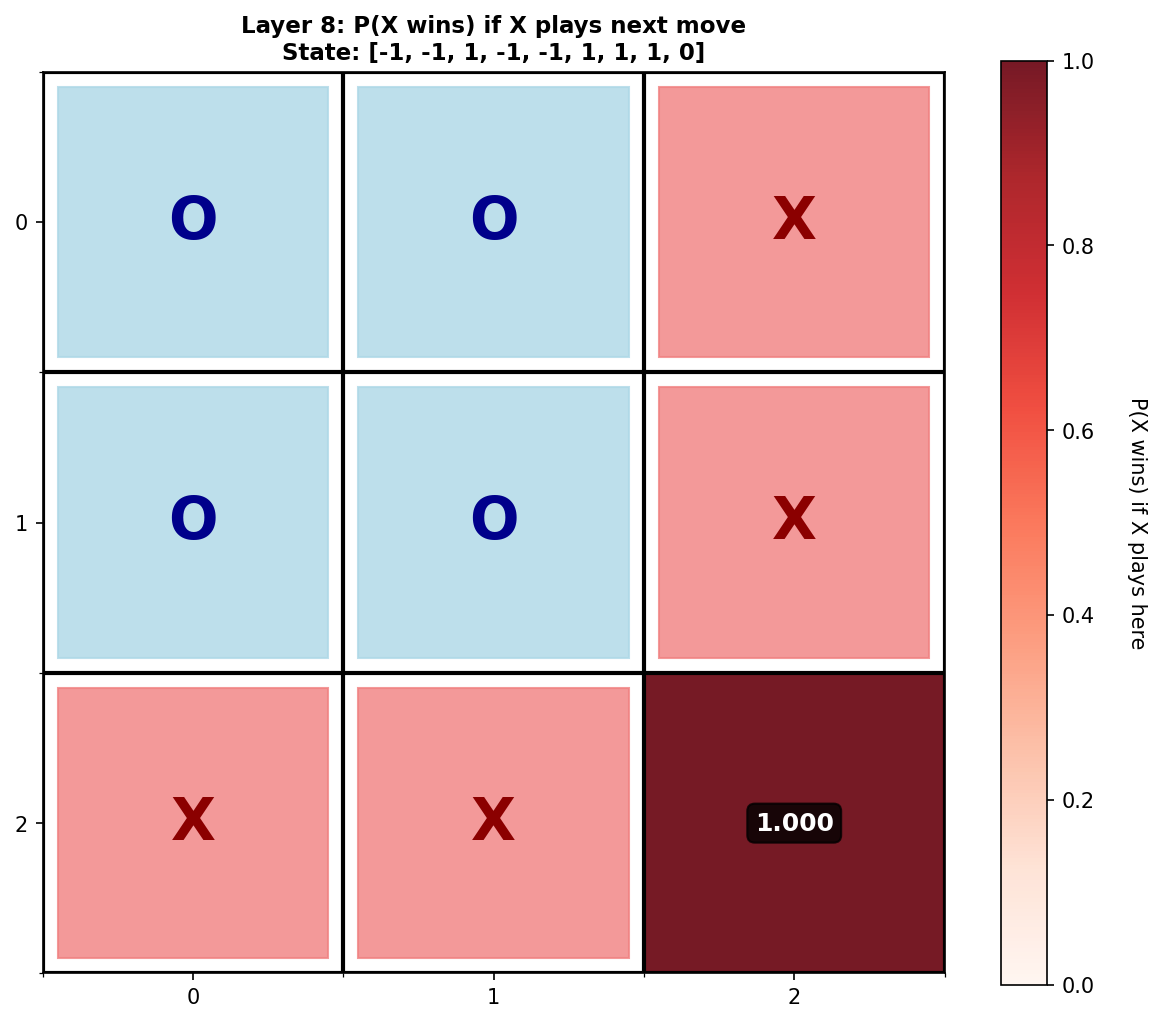 Layer 8: P(X wins) if X plays next move
State: [-1, -1, 1, -1, -1, 1, 1, 1, 0]
0
O
O
X
1
O
O
X
2
X
X
1.000
0
1
2
1.0
0.8
0.6
0.4
0.2
0.0
P(X wins) if X plays here